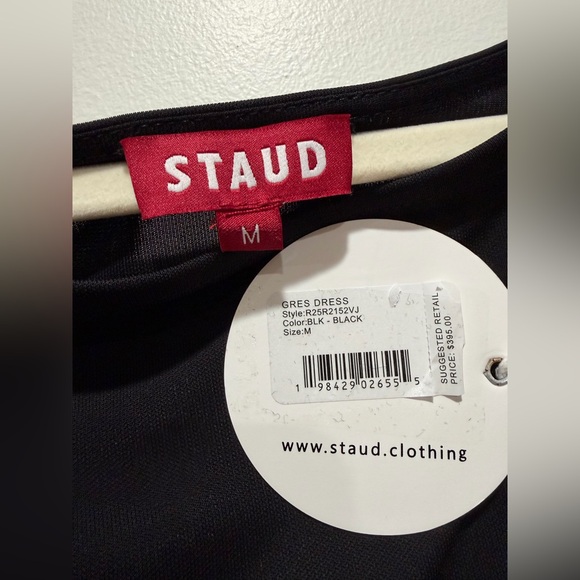 STAUD
M
GRES DRESS
Style:R25R2152VJ
Color:BLK - BLACK
Size:M
1 98429 02655 5
SUGGESTED RETAIL
PRICE: $395.00
www.staud.clothing